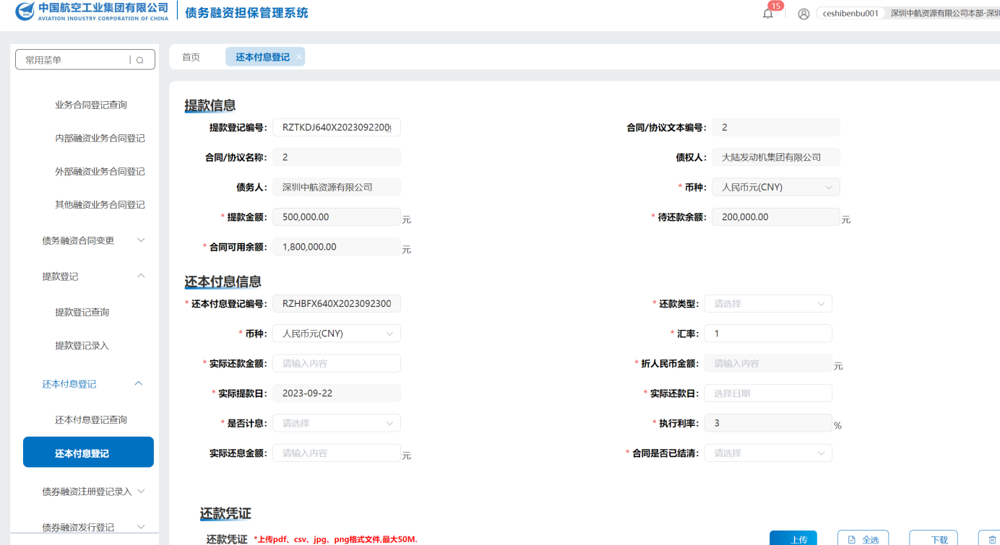 中国航空工业集团有限公司
AVIATION INDUSTRY CORPORATION OF CHINA
债务融资担保管理系统
15
ceshibenbu001
深圳中航资源有限公司本部-深圳
常用菜单
首页
还本付息登记
业务合同登记查询
内部融资业务合同登记
外部融资业务合同登记
其他融资业务合同登记
债务融资合同变更
提款登记
提款登记查询
提款登记录入
还本付息登记
还本付息登记查询
还本付息登记
债券融资注册登记录入
债券融资发行登记
提款信息
提款登记编号: RZTKDJ640X202309220
合同/协议文本编号: 2
合同/协议名称: 2
债权人: 大陆发动机集团有限公司
债务人: 深圳中航资源有限公司
* 币种: 人民币元(CNY)
* 提款金额: 500,000.00 元
* 待还款余额: 200,000.00 元
* 合同可用余额: 1,800,000.00 元
还本付息信息
* 还本付息登记编号: RZHBFX640X2023092300
* 还款类型: 请选择
* 币种: 人民币元(CNY)
* 汇率: 1
* 实际还款金额: 请输入内容
* 折人民币金额: 请输入内容 元
* 实际提款日: 2023-09-22
* 实际还款日: 选择日期
* 是否计息: 请选择
* 执行利率: 3 %
实际还息金额: 请输入内容 元
* 合同是否已结清: 请选择
还款凭证
还款凭证 *上传pdf、csv、jpg、png格式文件,最大50M.
上传
全选
下载